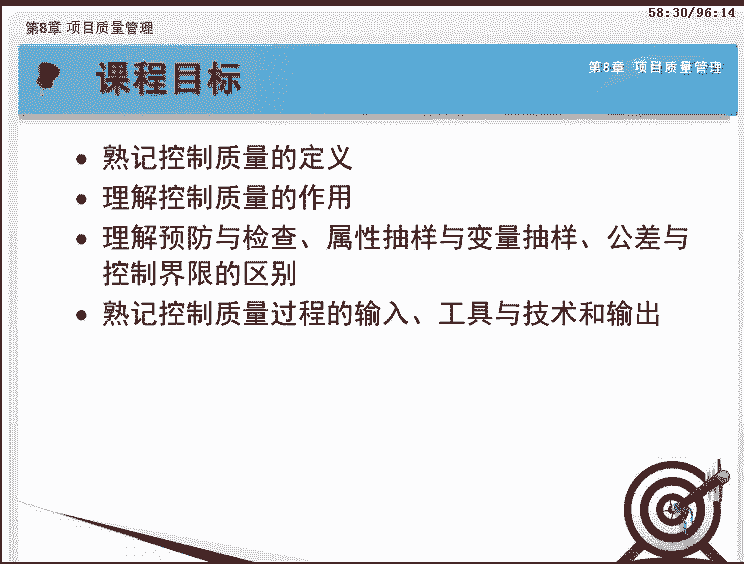 58:30/96:14
第8章 项目质量管理
课程目标
第8章 项目质量管理
• 熟记控制质量的定义
• 理解控制质量的作用
• 理解预防与检查、属性抽样与变量抽样、公差与
控制界限的区别
• 熟记控制质量过程的输入、工具与技术和输出